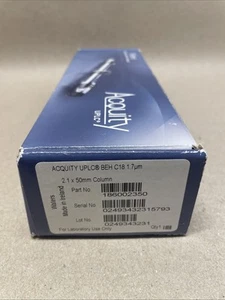 Acquity
UPLC®
ACQUITY UPLC® BEH C18 1.7µm
2.1 x 50mm Column
Waters
Made in Ireland
Part No.
186002350
Serial No.
Lot No.
For Laboratory Use Only